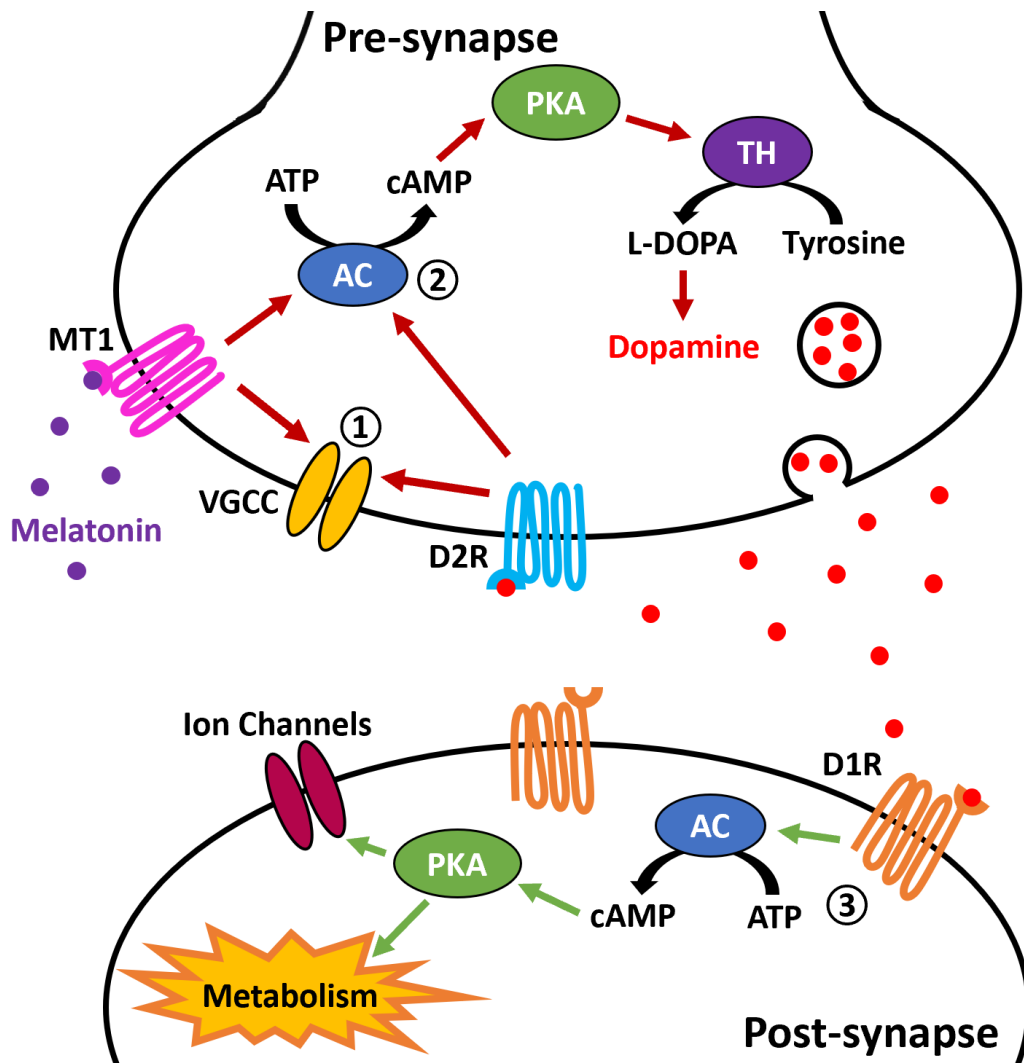 Pre-synapse
PKA
TH
ATP
cAMP
AC
②
L-DOPA
Tyrosine
Dopamine
MT1
①
VGCC
Melatonin
D2R
Ion Channels
D1R
AC
PKA
cAMP
ATP
③
Metabolism
Post-synapse